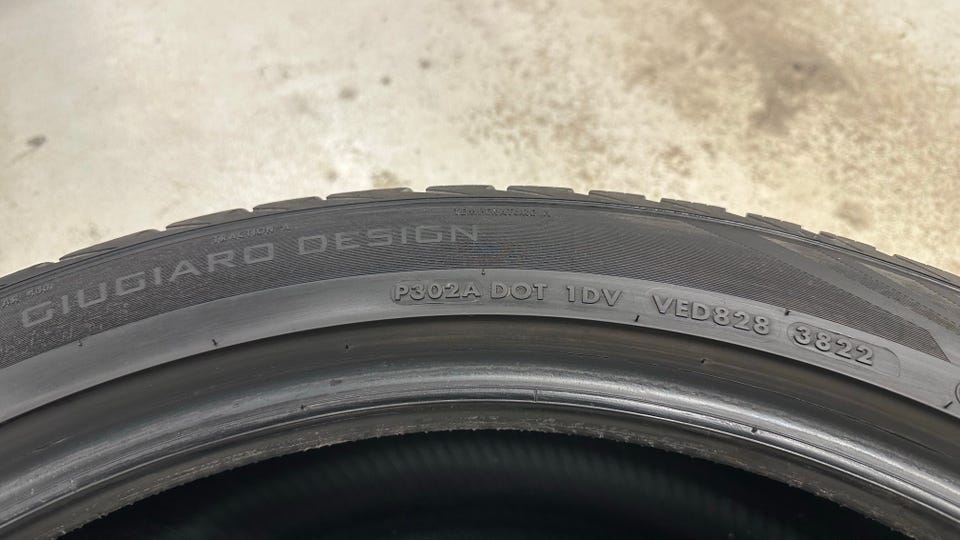 TEMPERATURE A
TRACTION A
GIUGIARO DESIGN
P302A DOT 1DV VED828 3822